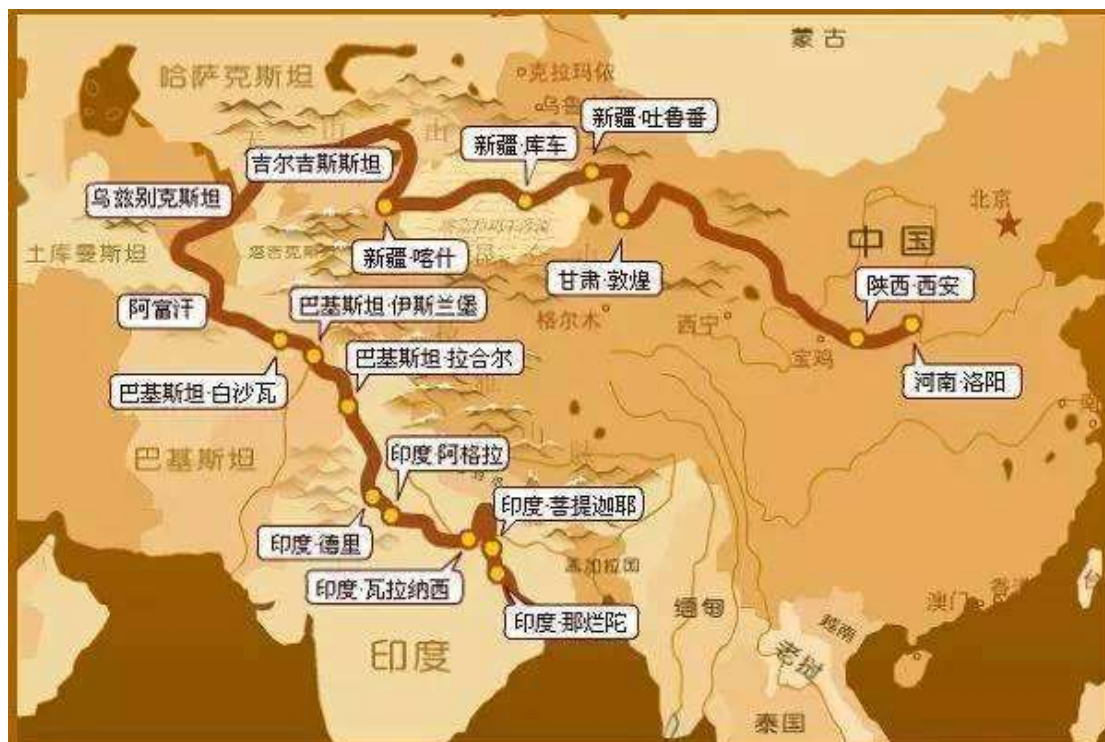 蒙古
哈萨克斯坦
克拉玛依
新疆·吐鲁番
新疆·库车
吉尔吉斯斯坦
乌兹别克斯坦
北京
土库曼斯坦
中国
新疆·喀什
甘肃·敦煌
陕西·西安
阿富汗
巴基斯坦·伊斯兰堡
格尔木
西宁
宝鸡
巴基斯坦·拉合尔
河南·洛阳
巴基斯坦·白沙瓦
巴基斯坦
印度·阿格拉
印度·菩提迦耶
印度·德里
孟加拉国
印度·瓦拉纳西
缅甸
澳门
印度·那烂陀
越南
印度
老挝
泰国